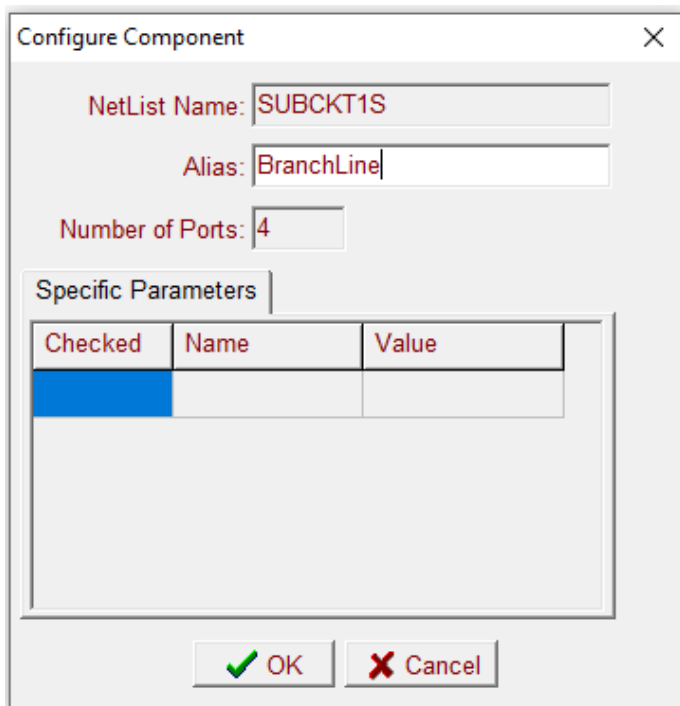 Configure Component
NetList Name: SUBCKT1S
Alias: BranchLine
Number of Ports: 4
Specific Parameters
Checked Name Value
OK Cancel